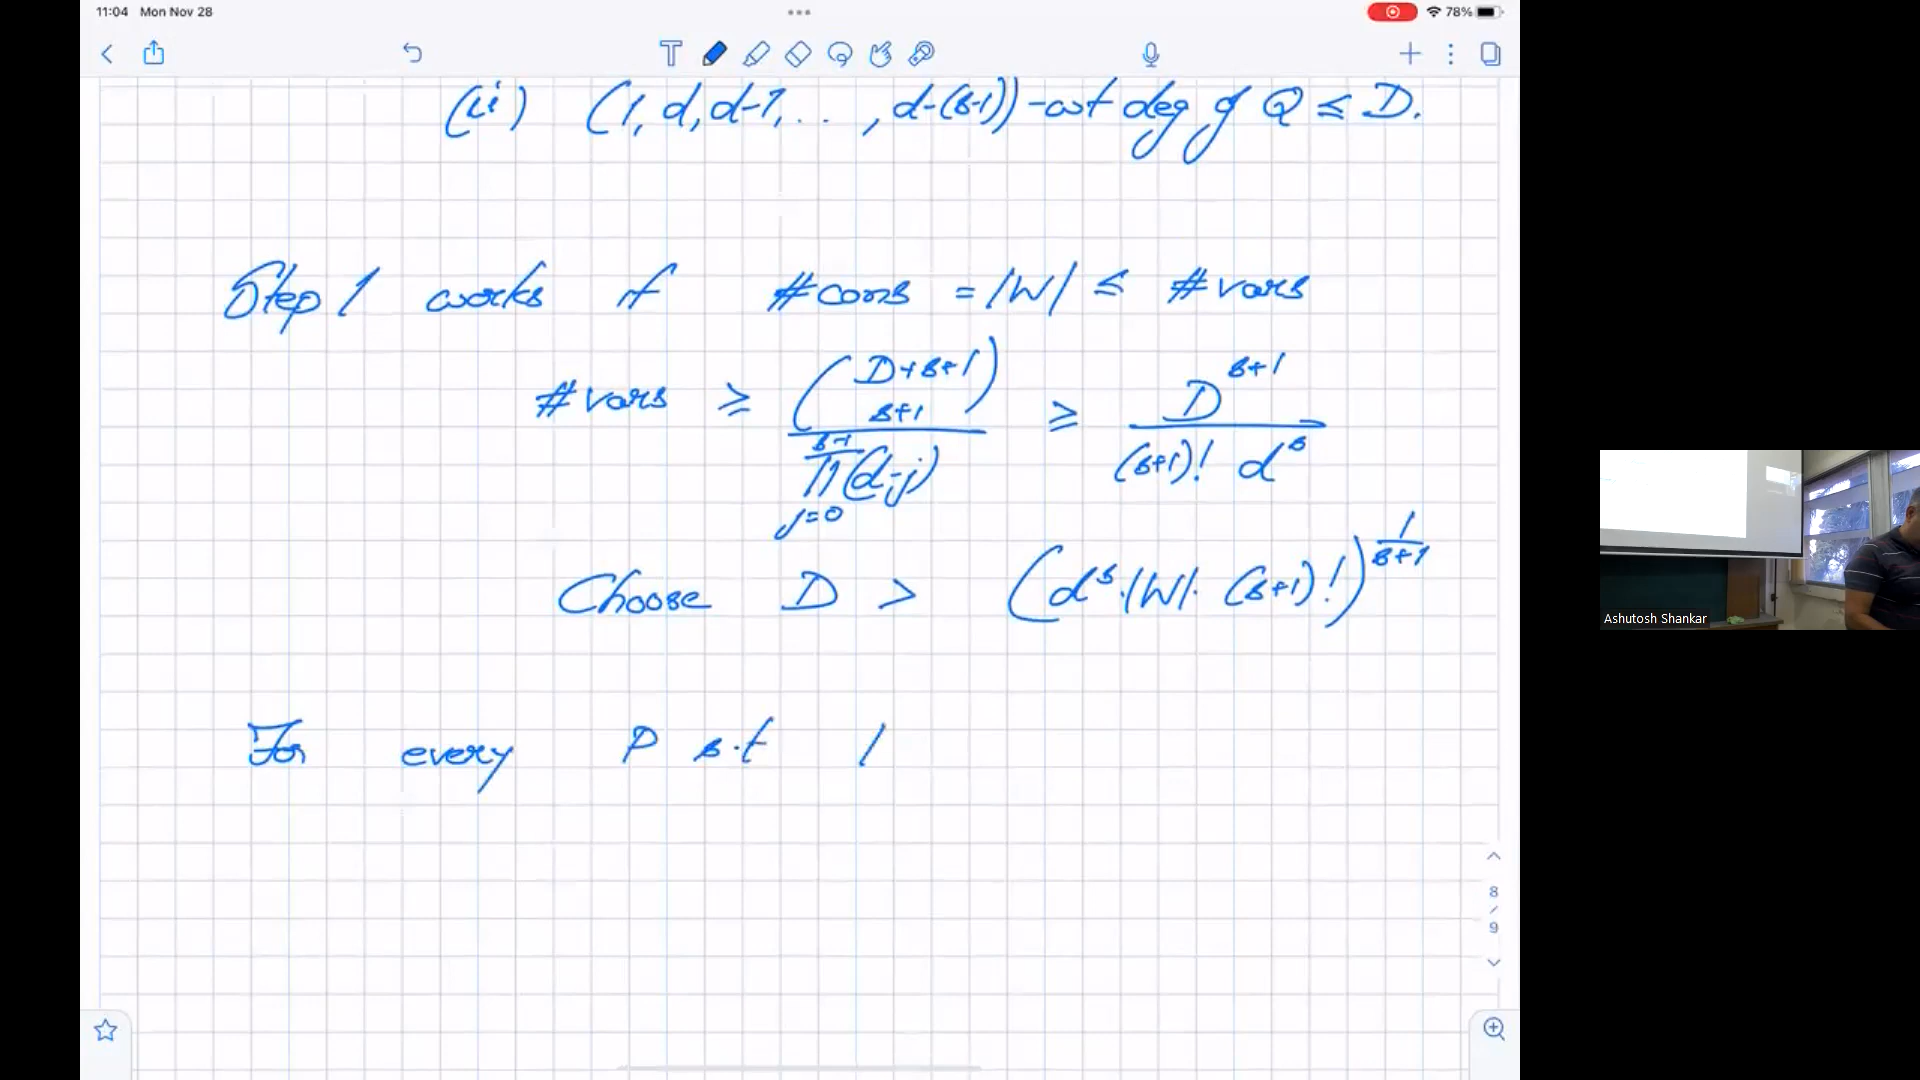 11:04 Mon Nov 28
78%
(ii) (1, d, d-1, .. , d-(s-1))-wt deg of Q ≤ D.
Step 1 works if #cons = |W| ≤ #vars
#vars ≥ (D+s+1 s+1) / ∏_{j=0}^{s-1} (d-j) ≥ D^{s+1} / (s+1)! d^s
Choose D > (d^s · |W| · (s+1)!)^{1/(s+1)}
For every P s.t |
8 / 9
Ashutosh Shankar